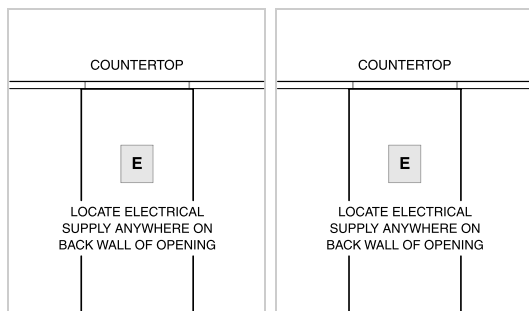 COUNTERTOP
E
LOCATE ELECTRICAL
SUPPLY ANYWHERE ON
BACK WALL OF OPENING
COUNTERTOP
E
LOCATE ELECTRICAL
SUPPLY ANYWHERE ON
BACK WALL OF OPENING